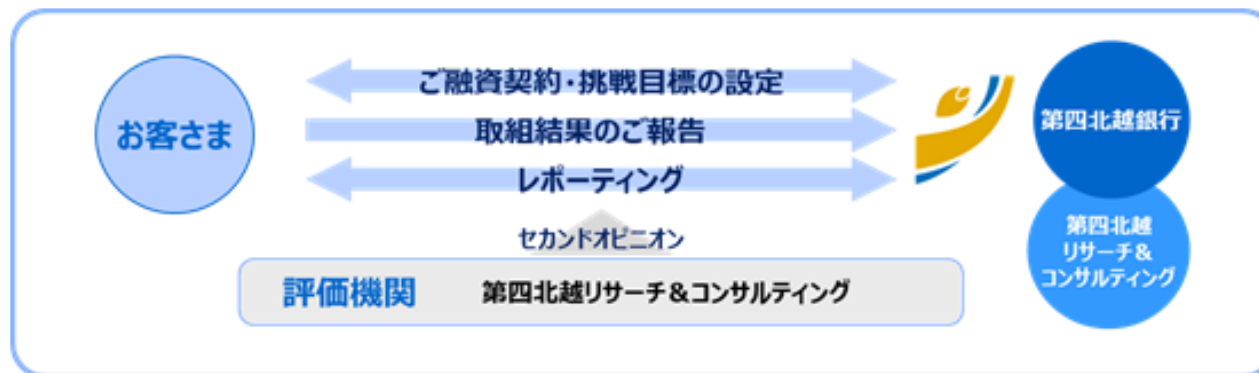 お客さま
ご融資契約・挑戦目標の設定
取組結果のご報告
レポーティング
セカンドオピニオン
評価機関 第四北越リサーチ&コンサルティング
第四北越銀行
第四北越
リサーチ&
コンサルティング